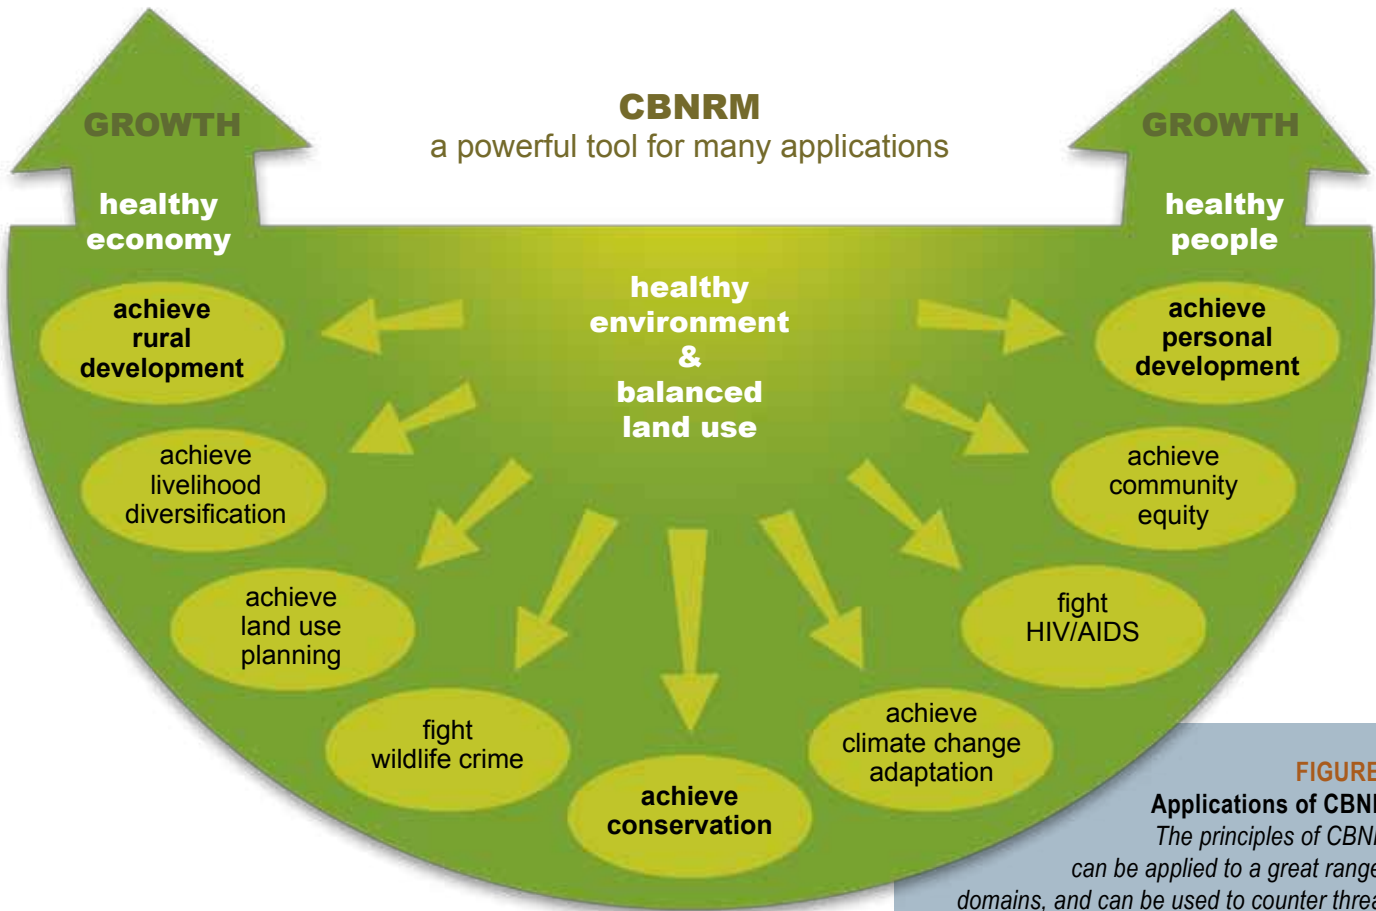 GROWTH
CBNRM
a powerful tool for many applications
GROWTH
healthy
economy
healthy
people
healthy
environment
&
balanced
land use
achieve
rural
development
achieve
livelihood
diversification
achieve
land use
planning
fight
wildlife crime
achieve
conservation
achieve
climate change
adaptation
fight
HIV/AIDS
achieve
community
equity
achieve
personal
development
FIGURE
Applications of
The principles of
can be applied to a great range
domains, and can be used to counter